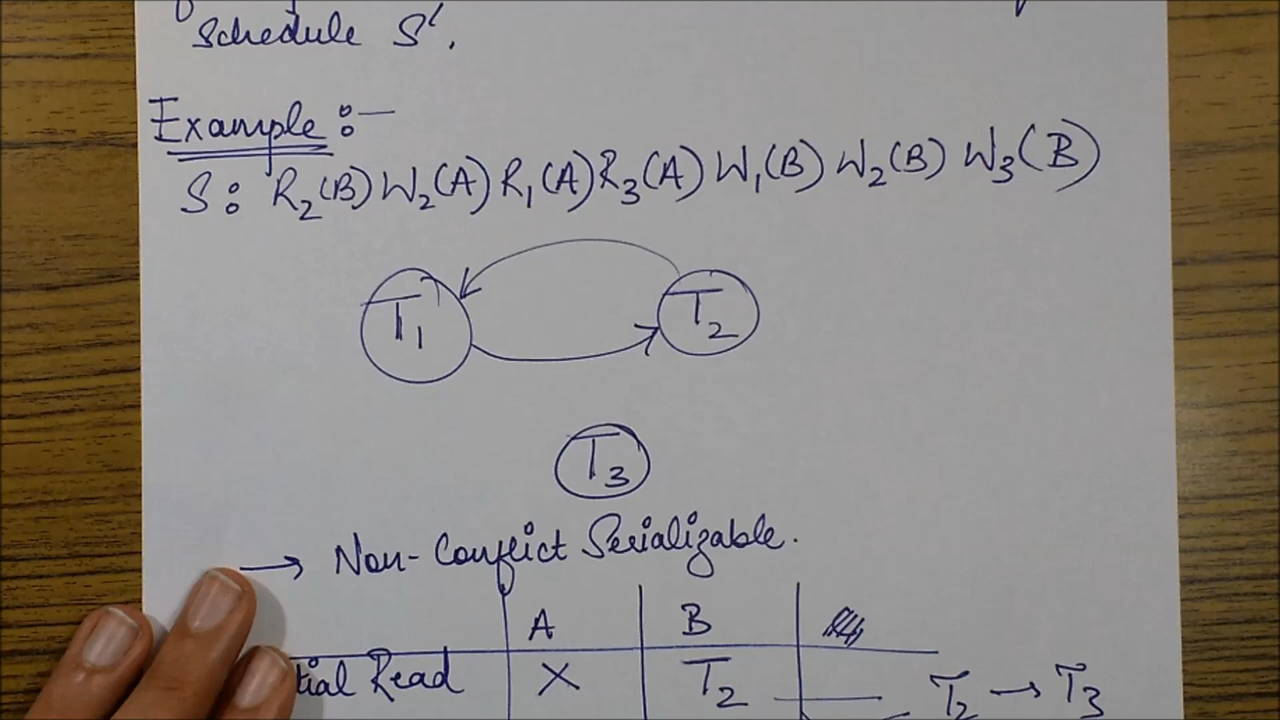 Schedule S'.
Example :-
S: R2(B) W2(A) R1(A) R3(A) W1(B) W2(B) W3(B)
T1 T2
T3
→ Non-Conflict Serializable.
A B
tial Read X T2 T2 → T3